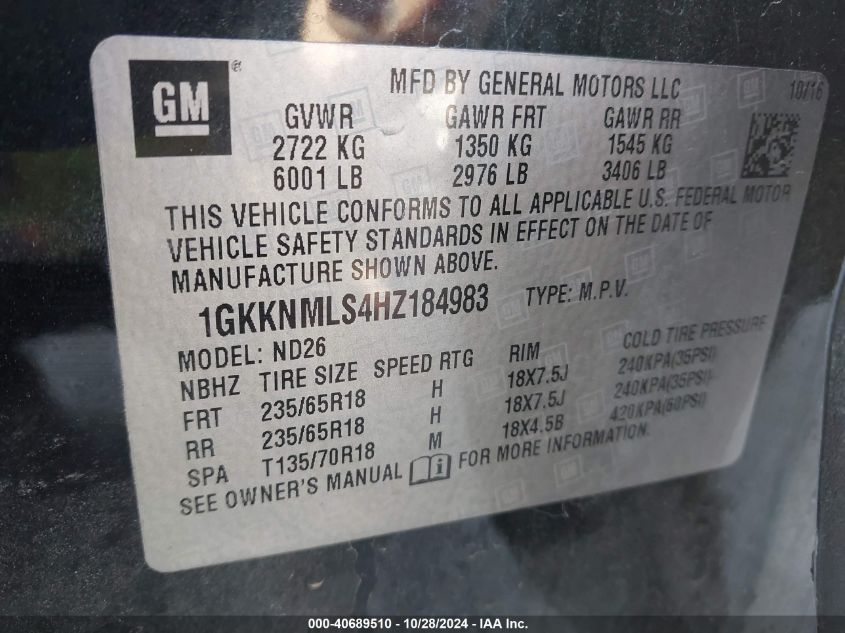 GM®
MFD BY GENERAL MOTORS LLC
10/16
GVWR GAWR FRT GAWR RR
2722 KG 1350 KG 1545 KG
6001 LB 2976 LB 3406 LB
THIS VEHICLE CONFORMS TO ALL APPLICABLE U.S. FEDERAL MOTOR
VEHICLE SAFETY STANDARDS IN EFFECT ON THE DATE OF
MANUFACTURE SHOWN ABOVE.
1GKKNMLS4HZ184983 TYPE: M.P.V.
MODEL: ND26
NBHZ TIRE SIZE SPEED RTG RIM COLD TIRE PRESSURE
FRT 235/65R18 H 18X7.5J 240KPA(35PSI)
RR 235/65R18 H 18X7.5J 240KPA(35PSI)
SPA T135/70R18 M 18X4.5B 420KPA(60PSI)
SEE OWNER'S MANUAL FOR MORE INFORMATION.
000-40689510 - 10/28/2024 - IAA Inc.